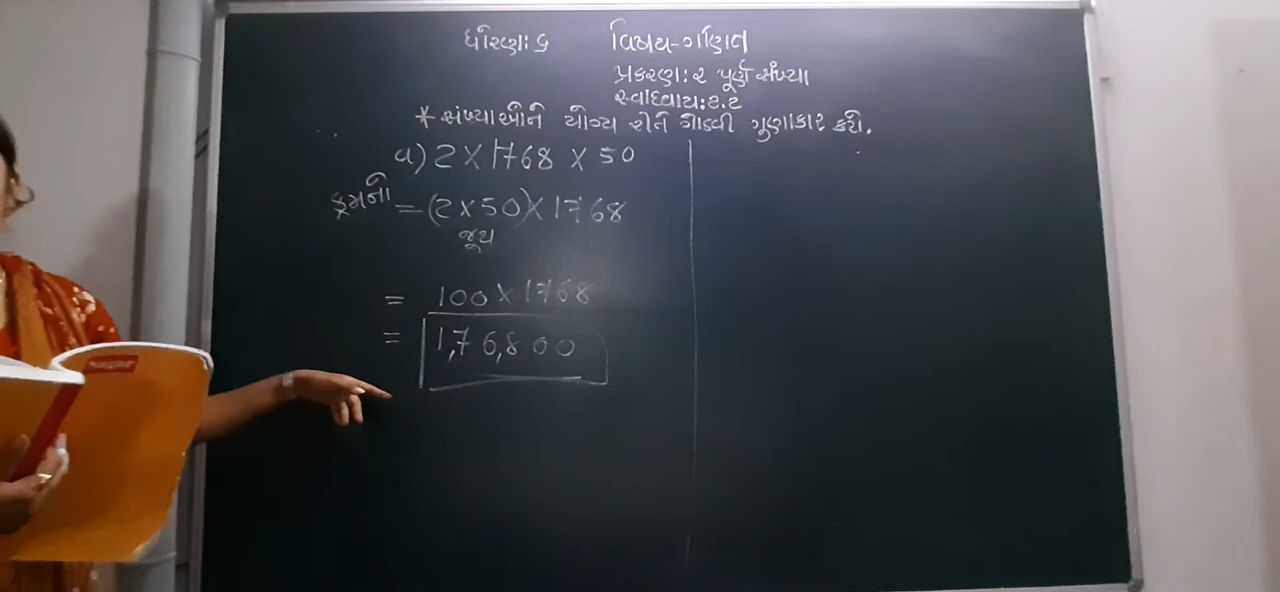 ધોરણ: ૬ વિષય-ગણિત
પ્રકરણ: ૨ પૂર્ણ સંખ્યા
સ્વાધ્યાય: ૨.૨
* સંખ્યાઓને યોગ્ય રીતે ગોઠવી ગુણાકાર કરો.
a) 2 X 1768 X 50
ક્રમનો = (2 x 50) X 1768
જૂથ
= 100 X 1768
= 1,76,800